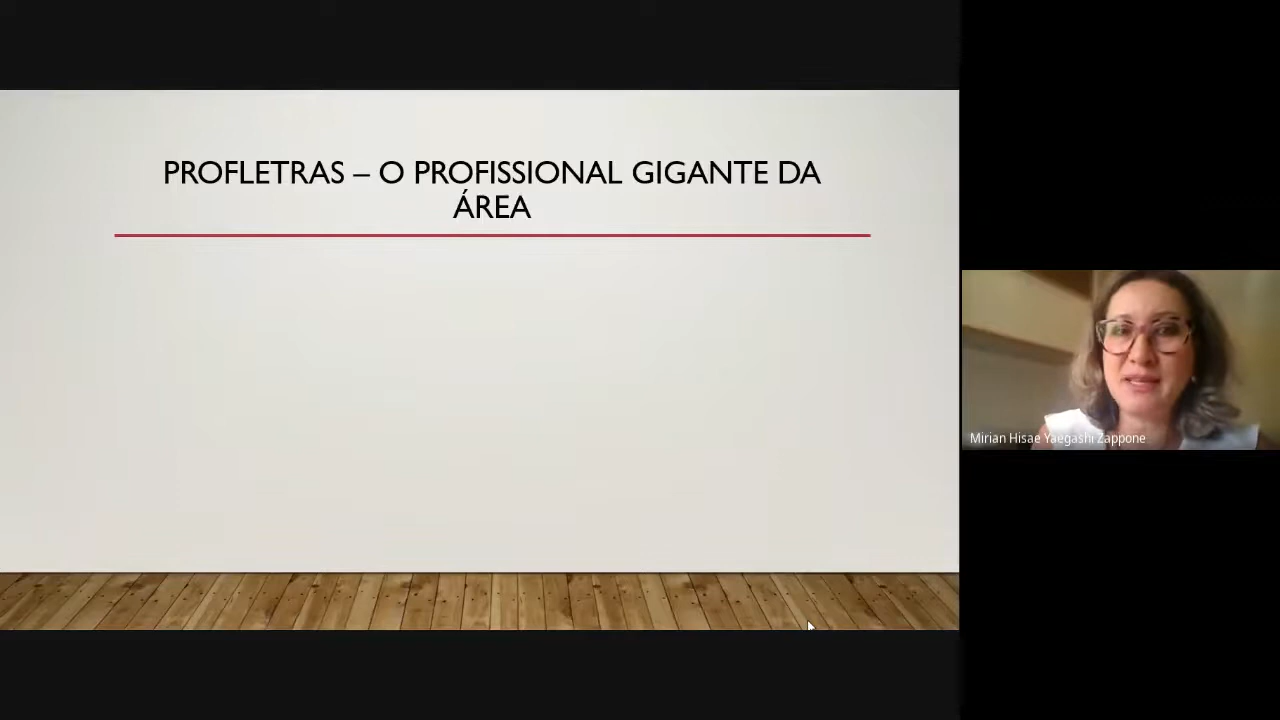 PROFLETRAS – O PROFISSIONAL GIGANTE DA
ÁREA
Mirian Hisae Yaegashi Zappone